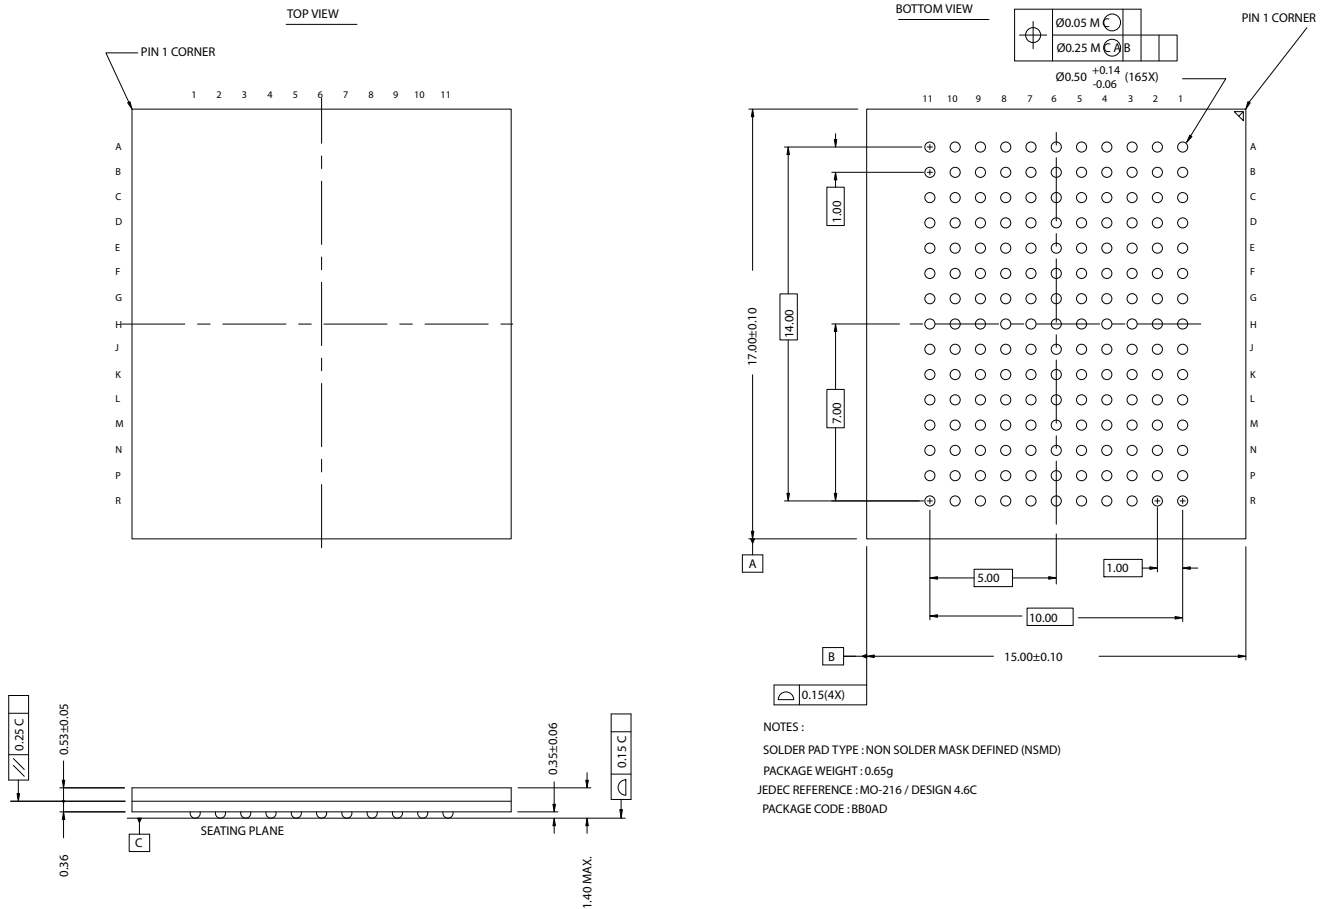 TOP VIEW
PIN 1 CORNER
1 2 3 4 5 6 7 8 9 10 11
A
B
C
D
E
F
G
H
J
K
L
M
N
P
R
BOTTOM VIEW
PIN 1 CORNER
Ø0.05 M C
Ø0.25 M C A B
Ø0.50 +0.14 -0.06 (165X)
11 10 9 8 7 6 5 4 3 2 1
A
B
C
D
E
F
G
H
J
K
L
M
N
P
R
1.00
14.00
17.00±0.10
7.00
A
5.00
1.00
10.00
B
15.00±0.10
0.15(4X)
0.25 C
0.53±0.05
0.35±0.06
0.15 C
SEATING PLANE
C
0.36
1.40 MAX.
NOTES :
SOLDER PAD TYPE : NON SOLDER MASK DEFINED (NSMD)
PACKAGE WEIGHT : 0.65g
JEDEC REFERENCE : MO-216 / DESIGN 4.6C
PACKAGE CODE : BB0AD